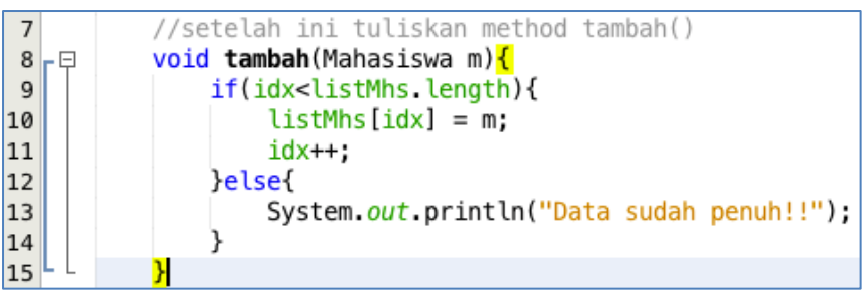 7 //setelah ini tuliskan method tambah()
8 void tambah(Mahasiswa m){
9 if(idx<listMhs.length){
10 listMhs[idx] = m;
11 idx++;
12 }else{
13 System.out.println("Data sudah penuh!!");
14 }
15 }